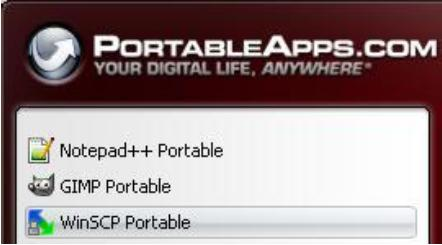 PORTABLEAPPS.COM
YOUR DIGITAL LIFE, ANYWHERE®
Notepad++ Portable
GIMP Portable
WinSCP Portable